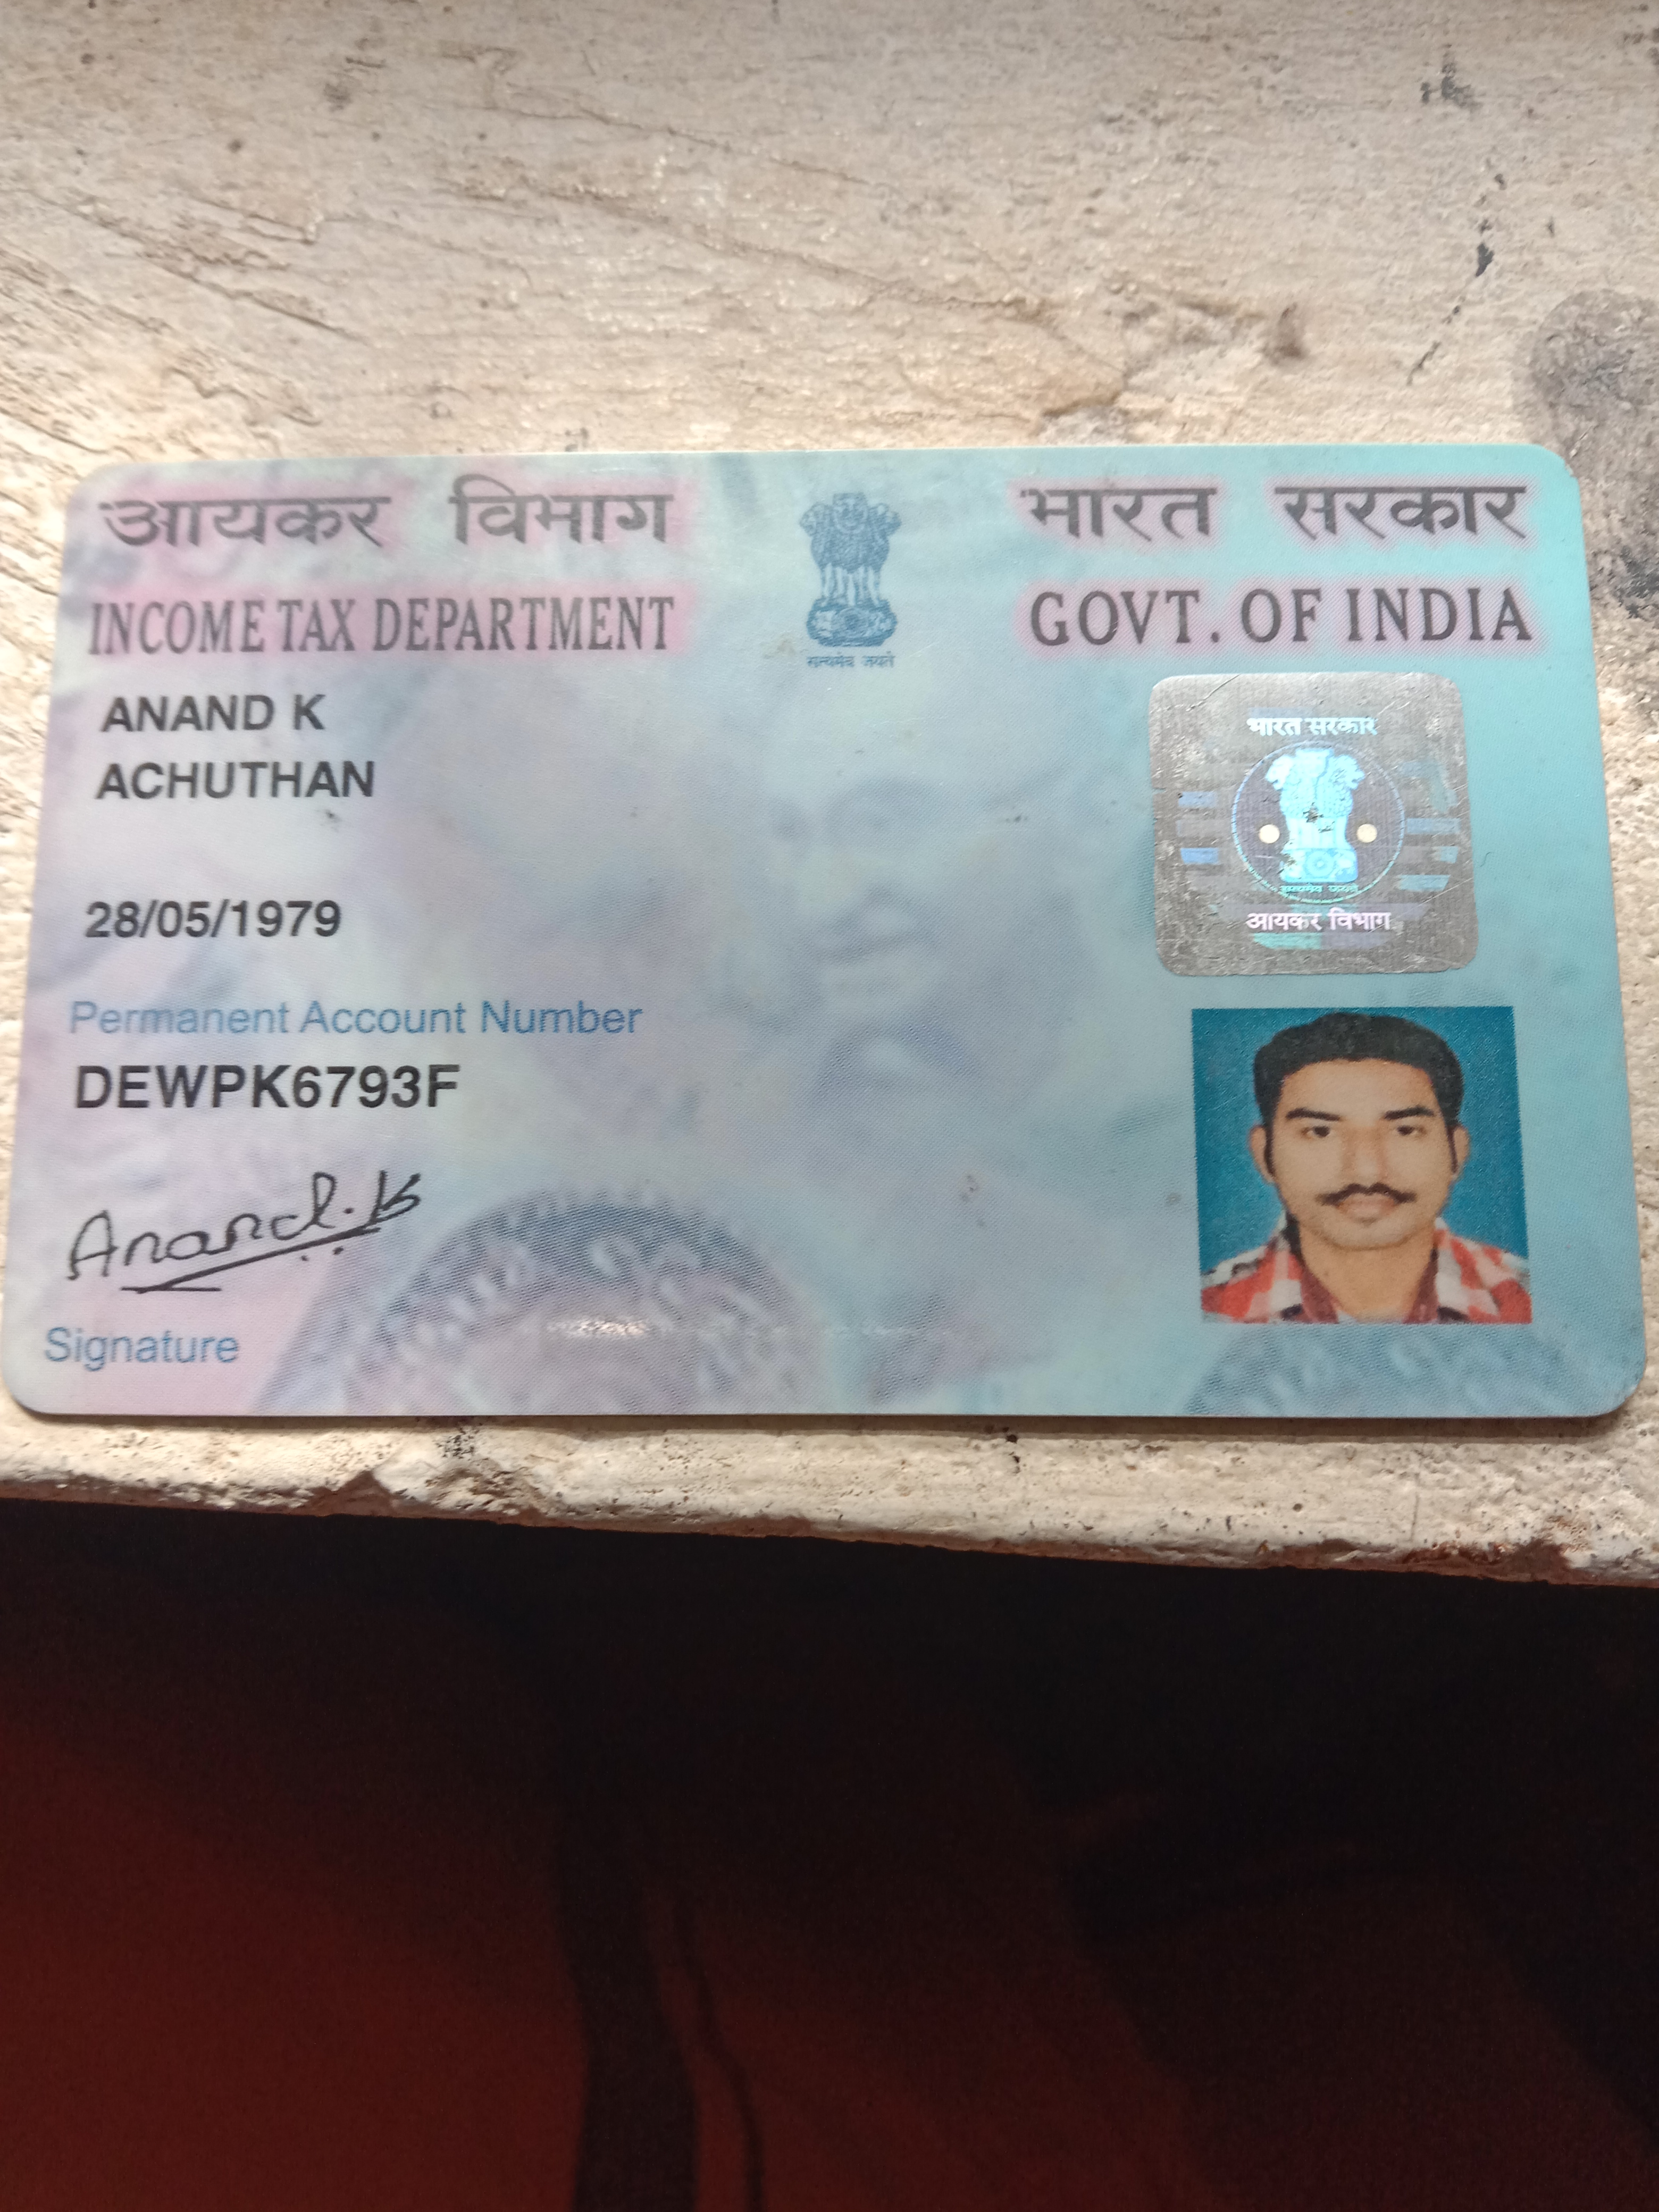 आयकर विभाग
INCOME TAX DEPARTMENT
सत्यमेव जयते
भारत सरकार
GOVT. OF INDIA
ANAND K
ACHUTHAN
28/05/1979
Permanent Account Number
DEWPK6793F
Anand.K
Signature
भारत सरकार
सत्यमेव जयते
आयकर विभाग